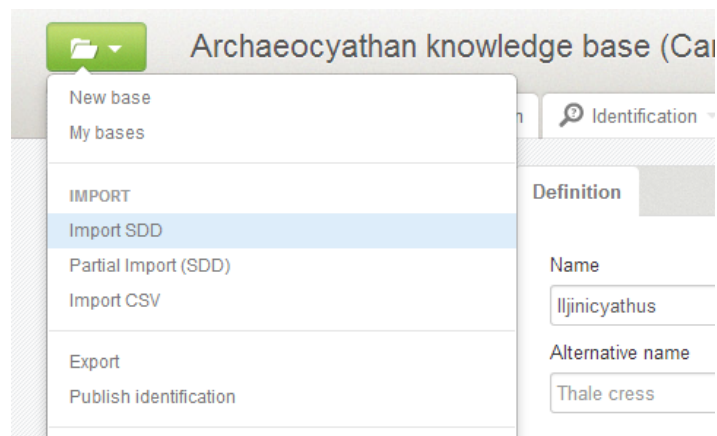 Archaeocyathan knowledge base
New base
My bases
Identification
IMPORT
Definition
Import SDD
Partial Import (SDD)
Name
Import CSV
Iljinicyathus
Alternative name
Export
Thale cress
Publish identification